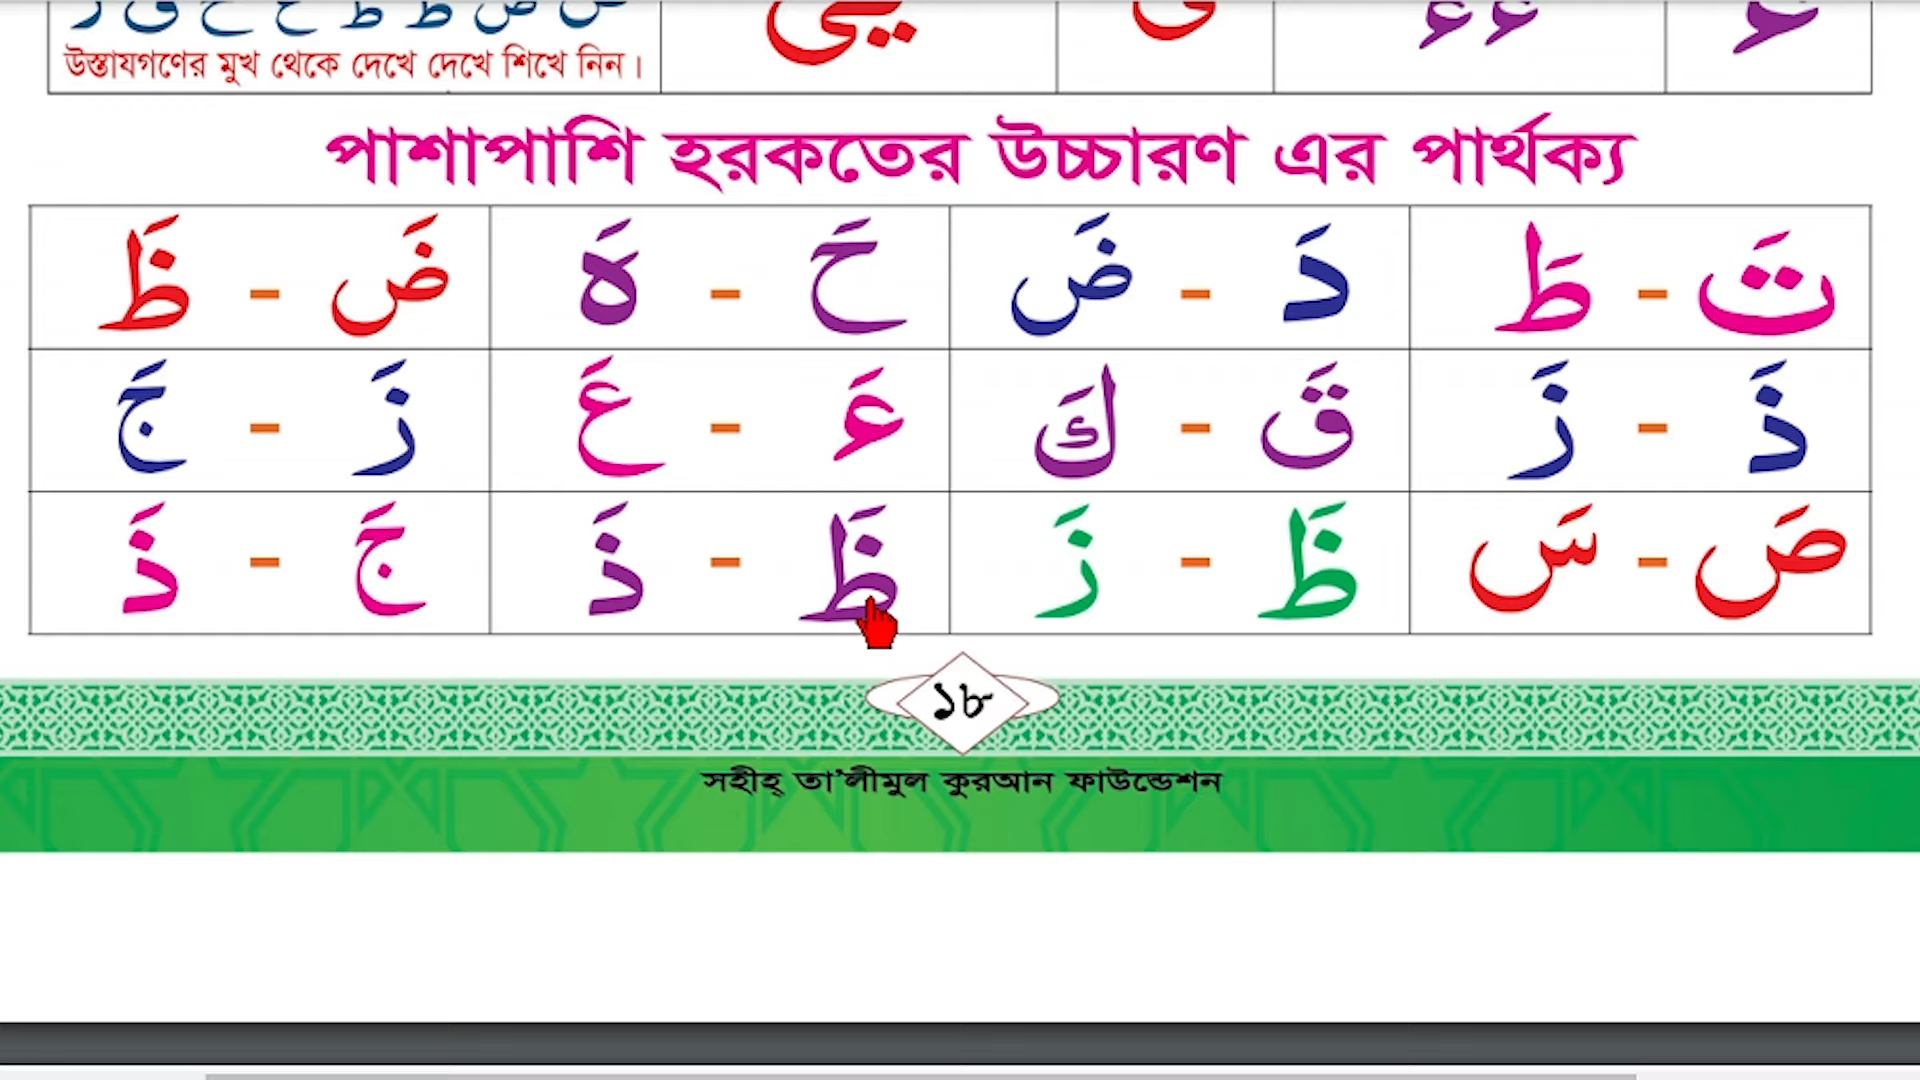 উস্তাযগণের মুখ থেকে দেখে দেখে শিখে নিন।
পাশাপাশি হরকতের উচ্চারণ এর পার্থক্য
تَ - طَ دَ - ضَ حَ - هَ ضَ - ظَ
ذَ - زَ قَ - كَ ءَ - عَ زَ - جَ
صَ - سَ ظَ - زَ ظَ - ذَ جَ - ذَ
১৮
সহীহ্ তা'লীমুল কুরআন ফাউন্ডেশন